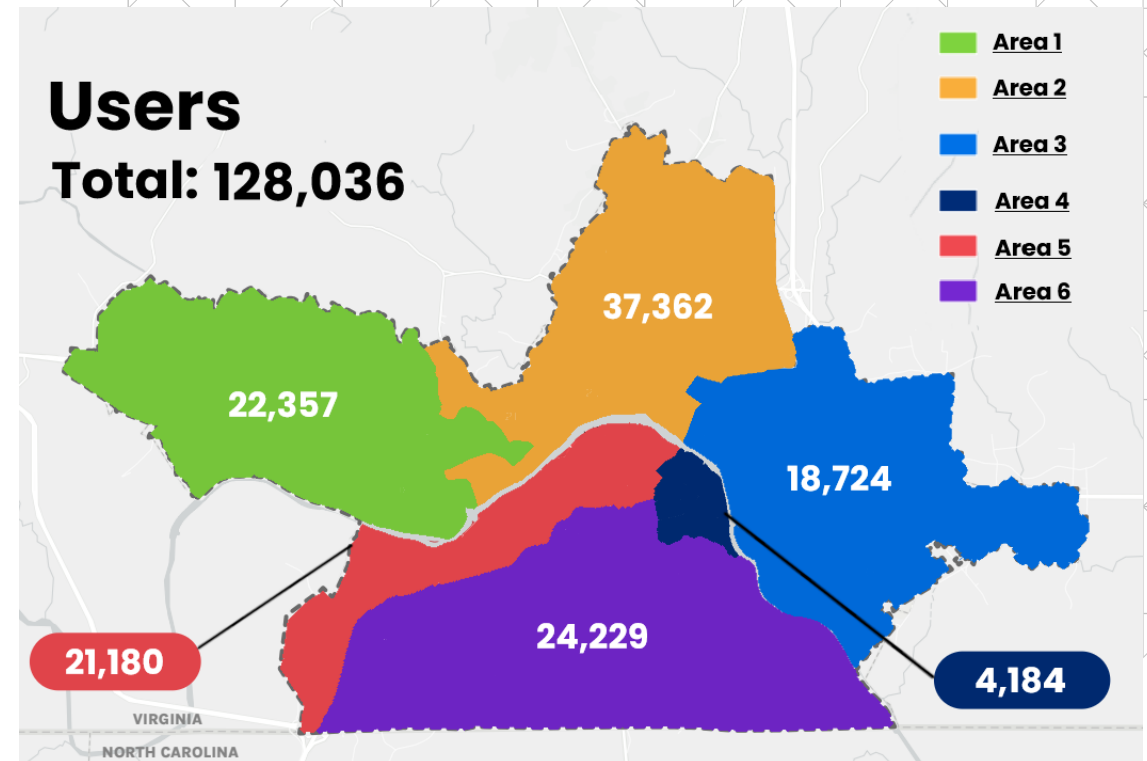 Users
Total: 128,036
Area 1
Area 2
Area 3
Area 4
Area 5
Area 6
37,362
22,357
18,724
24,229
21,180
4,184
VIRGINIA
NORTH CAROLINA